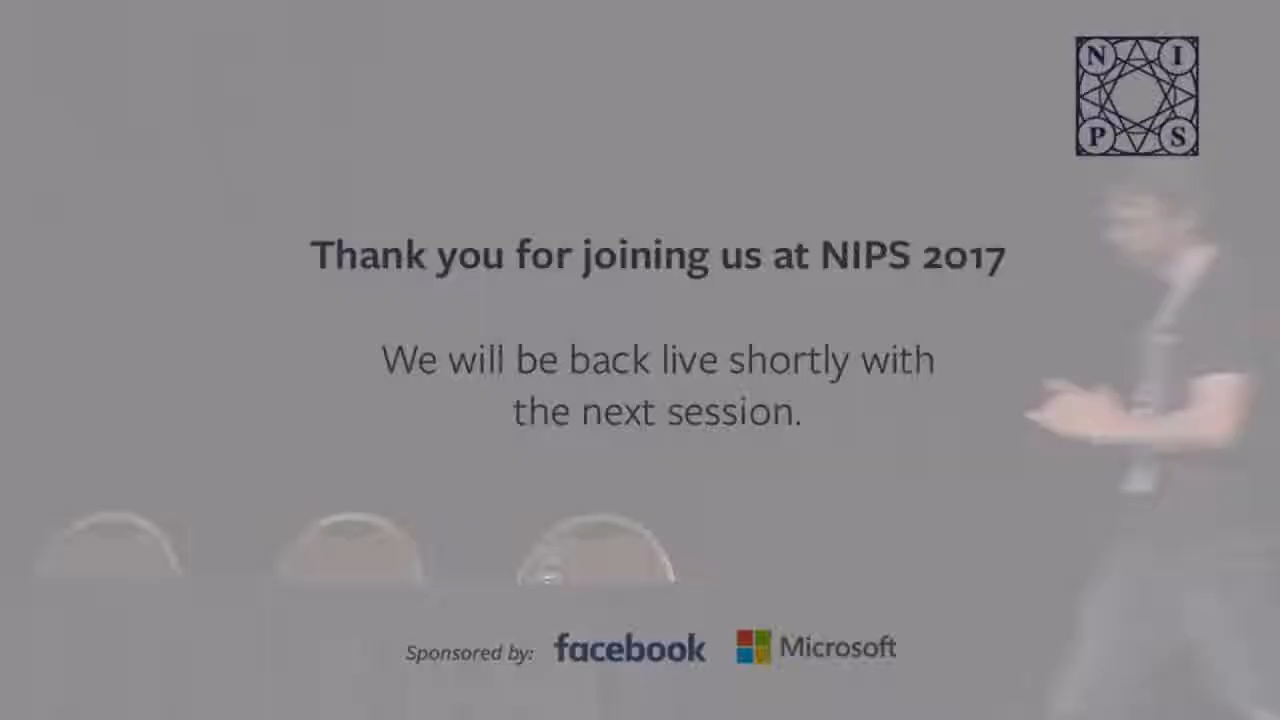 N I
P S
Thank you for joining us at NIPS 2017
We will be back live shortly with
the next session.
Sponsored by: facebook Microsoft